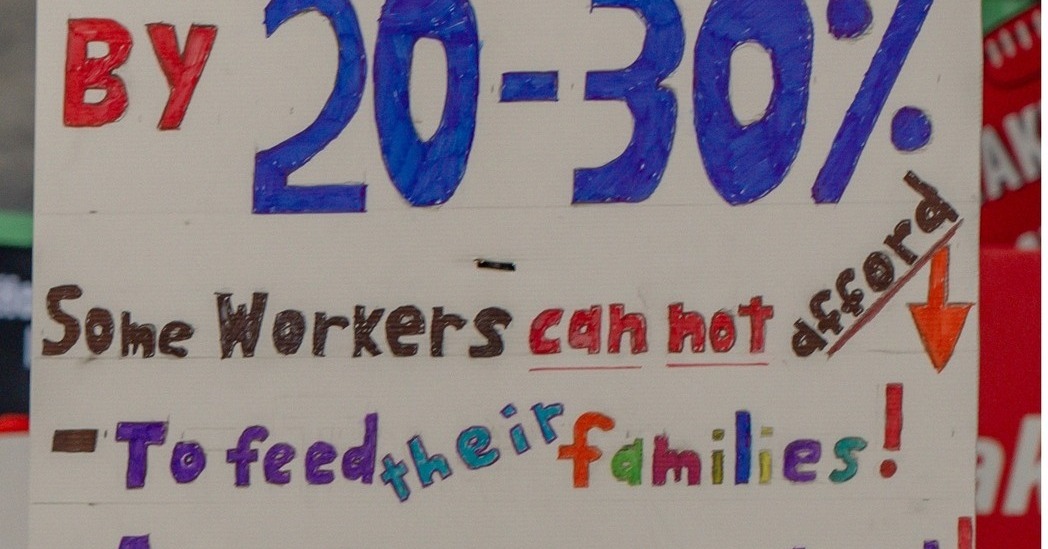 BY 20-30%
Some Workers can not afford
- To feed their families!